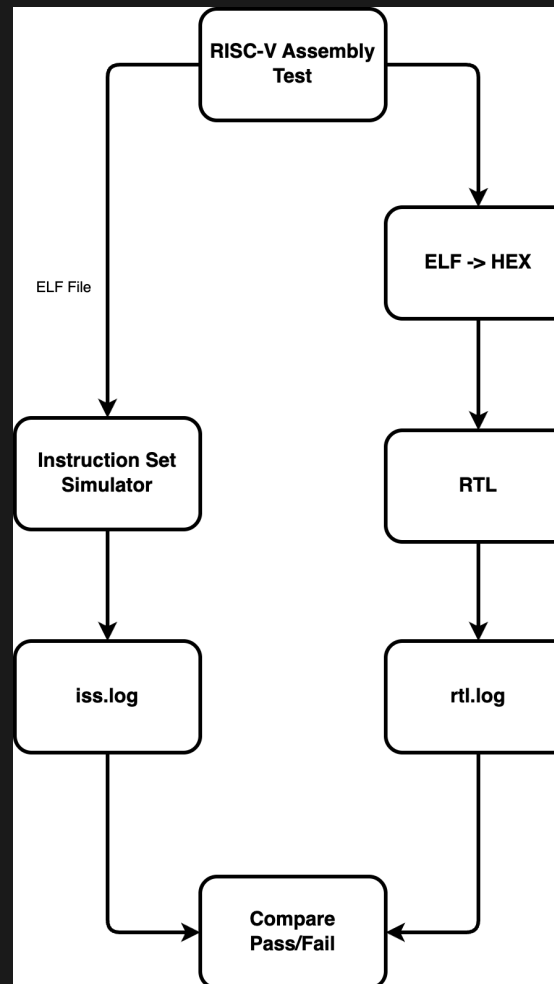 RISC-V Assembly
Test
ELF -> HEX
ELF File
Instruction Set
Simulator
RTL
iss.log
rtl.log
Compare
Pass/Fail